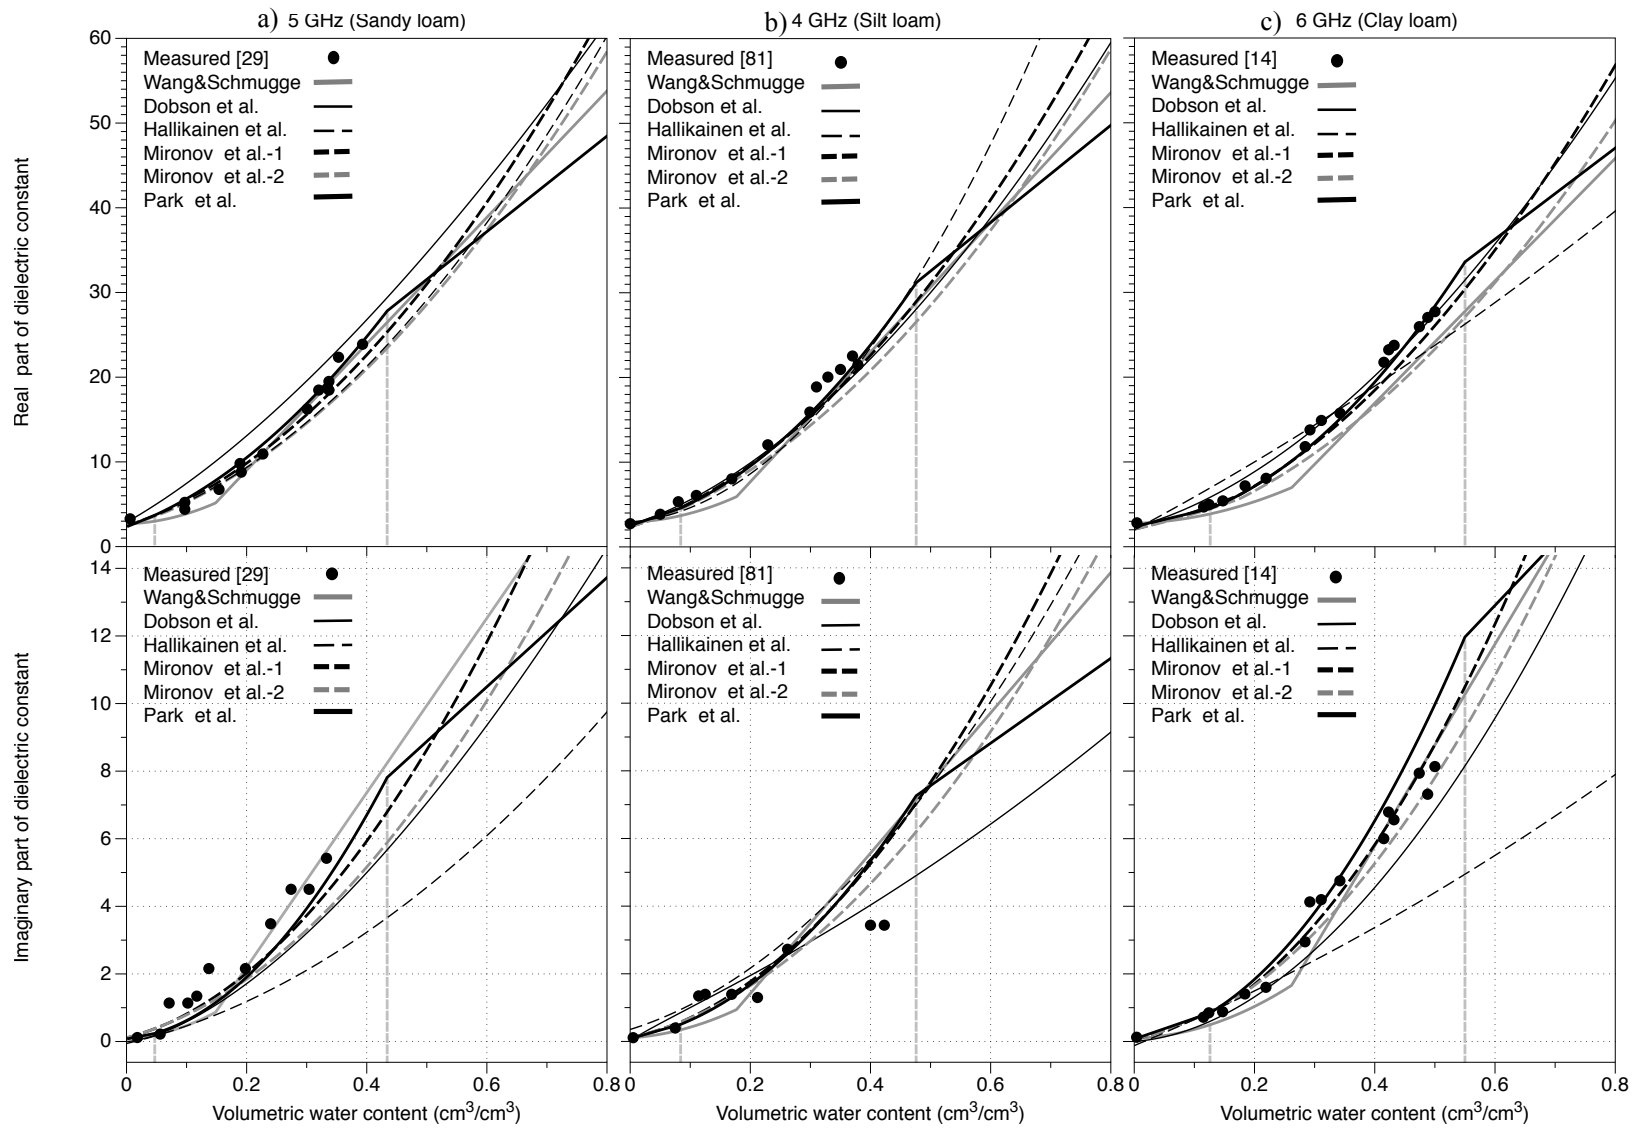 a) 5 GHz (Sandy loam)
b) 4 GHz (Silt loam)
c) 6 GHz (Clay loam)
Real part of dielectric constant
60
50
40
30
20
10
0
Measured [29]
Wang&Schmugge
Dobson et al.
Hallikainen et al.
Mironov et al.-1
Mironov et al.-2
Park et al.
Measured [81]
Wang&Schmugge
Dobson et al.
Hallikainen et al.
Mironov et al.-1
Mironov et al.-2
Park et al.
Measured [14]
Wang&Schmugge
Dobson et al.
Hallikainen et al.
Mironov et al.-1
Mironov et al.-2
Park et al.
Imaginary part of dielectric constant
14
12
10
8
6
4
2
0
Measured [29]
Wang&Schmugge
Dobson et al.
Hallikainen et al.
Mironov et al.-1
Mironov et al.-2
Park et al.
Measured [81]
Wang&Schmugge
Dobson et al.
Hallikainen et al.
Mironov et al.-1
Mironov et al.-2
Park et al.
Measured [14]
Wang&Schmugge
Dobson et al.
Hallikainen et al.
Mironov et al.-1
Mironov et al.-2
Park et al.
0 0.2 0.4 0.6 0.8
0 0.2 0.4 0.6 0.8
0 0.2 0.4 0.6 0.8
Volumetric water content (cm³/cm³)
Volumetric water content (cm³/cm³)
Volumetric water content (cm³/cm³)